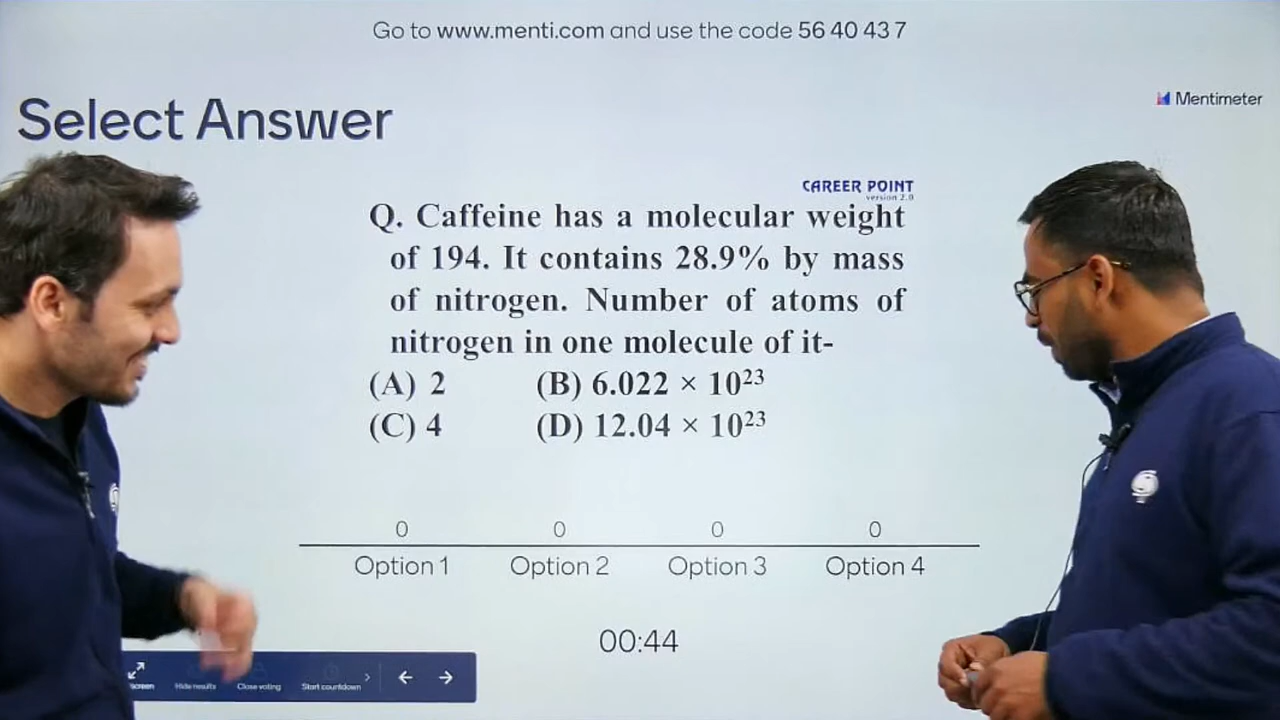 Go to www.menti.com and use the code 56 40 43 7
Mentimeter
Select Answer
CAREER POINT
version 2.0
Q. Caffeine has a molecular weight
of 194. It contains 28.9% by mass
of nitrogen. Number of atoms of
nitrogen in one molecule of it-
(A) 2 (B) 6.022 × 10²³
(C) 4 (D) 12.04 × 10²³
0 0 0 0
Option 1 Option 2 Option 3 Option 4
00:44
Hide results Close voting Start countdown